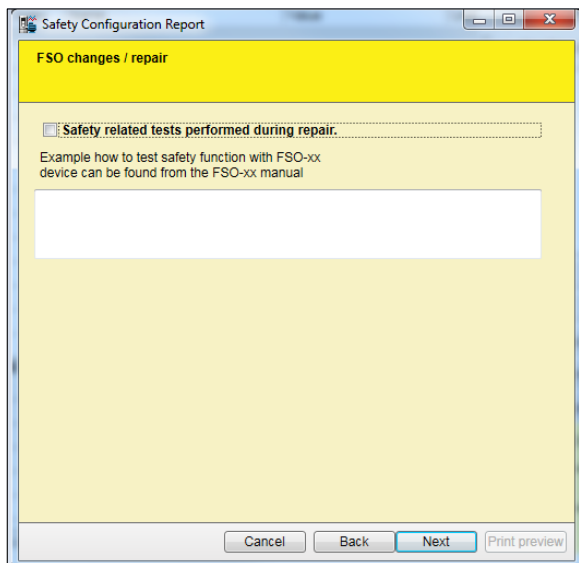 Safety Configuration Report
FSO changes / repair
Safety related tests performed during repair.
Example how to test safety function with FSO-xx
device can be found from the FSO-xx manual
Cancel Back Next Print preview